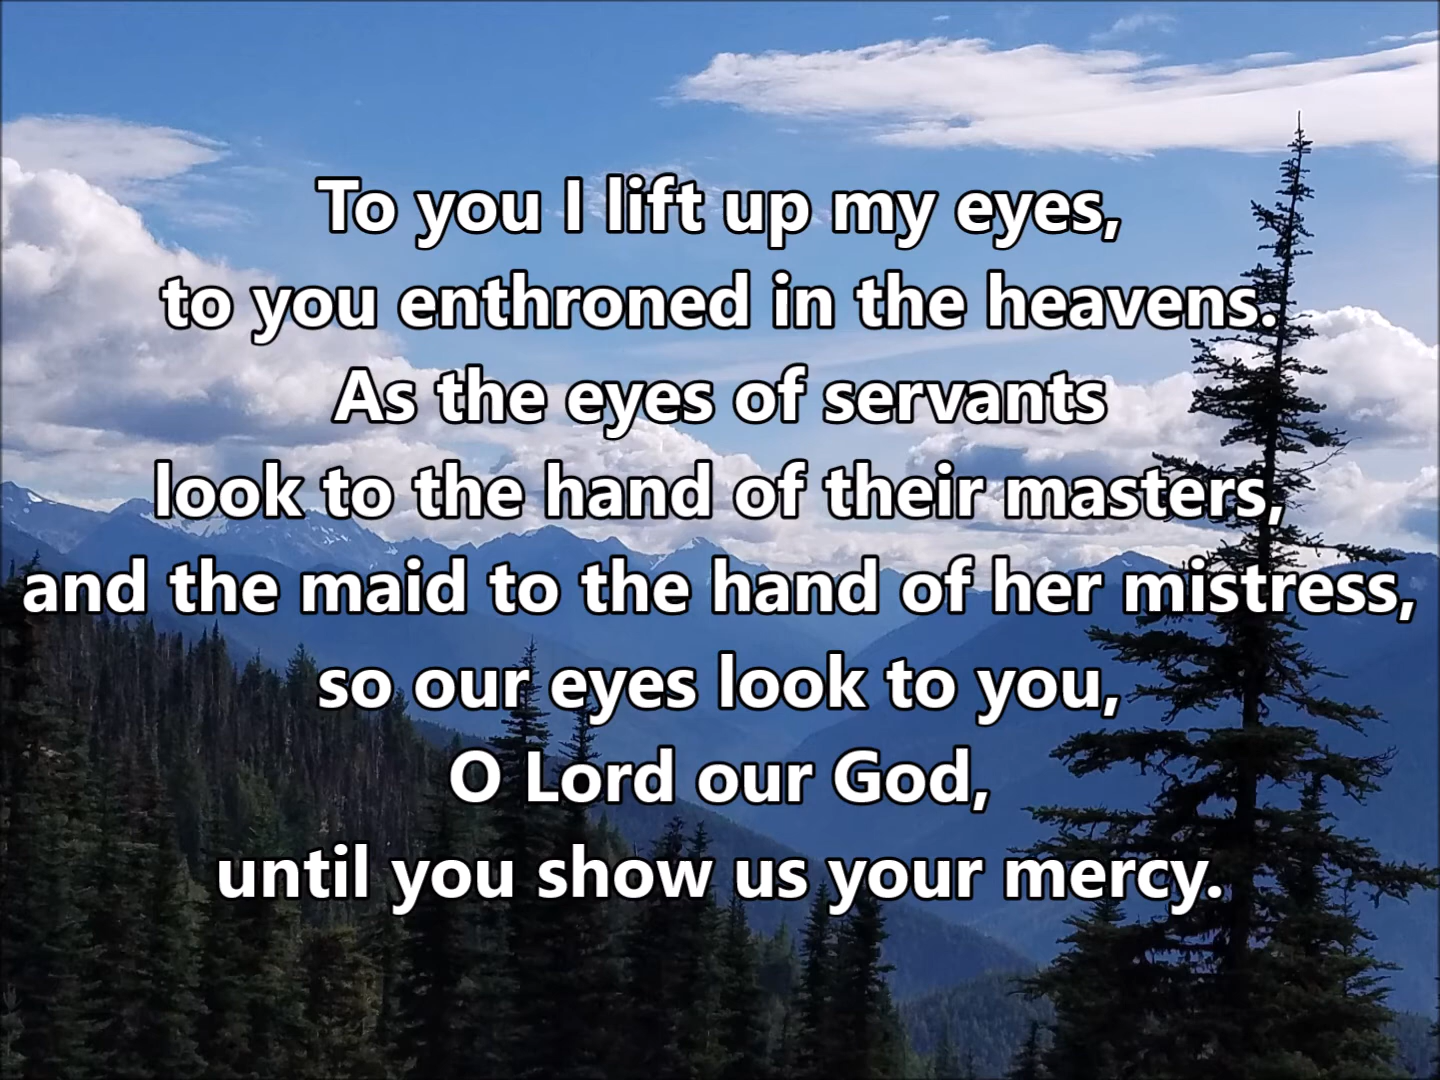 To you I lift up my eyes,
to you enthroned in the heavens.
As the eyes of servants
look to the hand of their masters,
and the maid to the hand of her mistress,
so our eyes look to you,
O Lord our God,
until you show us your mercy.